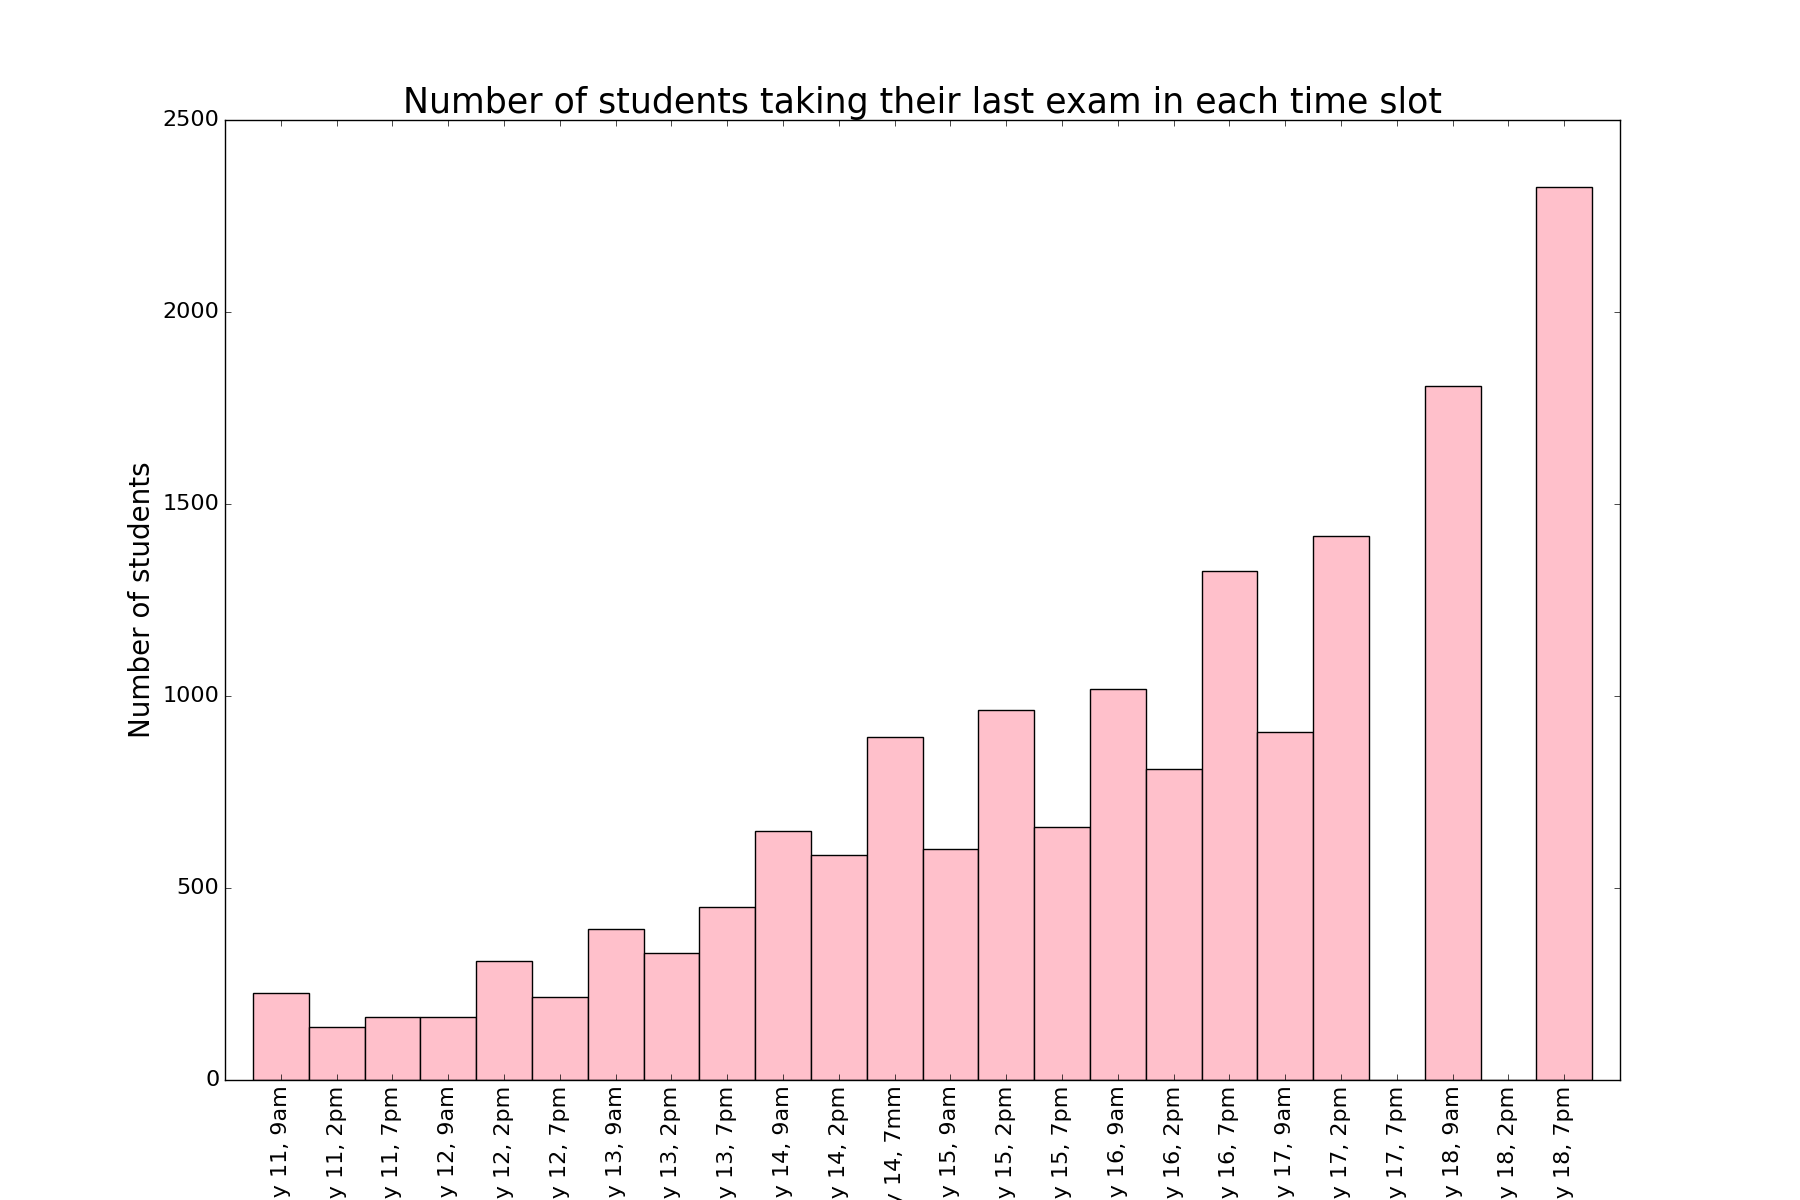 Number of students taking their last exam in each time slot
Number of students
2500
2000
1500
1000
500
0
y 11, 9am
y 11, 2pm
y 11, 7pm
y 12, 9am
y 12, 2pm
y 12, 7pm
y 13, 9am
y 13, 2pm
y 13, 7pm
y 14, 9am
y 14, 2pm
y 14, 7mm
y 15, 9am
y 15, 2pm
y 15, 7pm
y 16, 9am
y 16, 2pm
y 16, 7pm
y 17, 9am
y 17, 2pm
y 17, 7pm
y 18, 9am
y 18, 2pm
y 18, 7pm